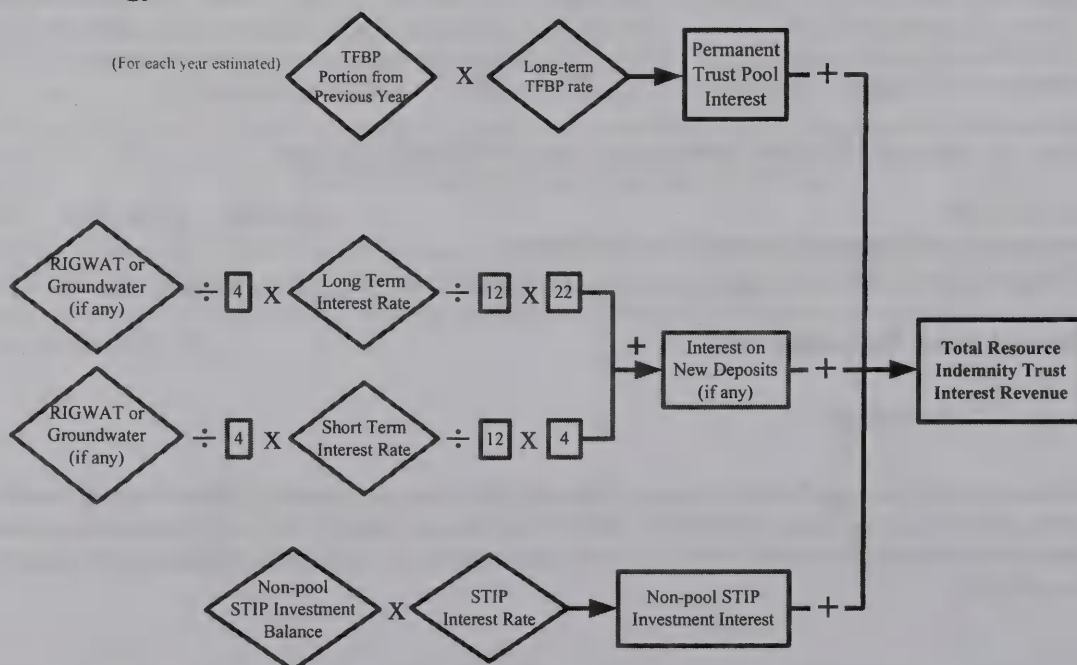 (For each year estimated)
TFBP
Portion from
Previous Year
X
Long-term
TFBP rate
Permanent
Trust Pool
Interest
+
RIGWAT or
Groundwater
(if any)
÷ 4 X
Long Term
Interest Rate
÷ 12 X 22
RIGWAT or
Groundwater
(if any)
÷ 4 X
Short Term
Interest Rate
÷ 12 X 4
+
Interest on
New Deposits
(if any)
+
Total Resource
Indemnity Trust
Interest Revenue
Non-pool
STIP Investment
Balance
X
STIP
Interest Rate
Non-pool STIP
Investment Interest
+